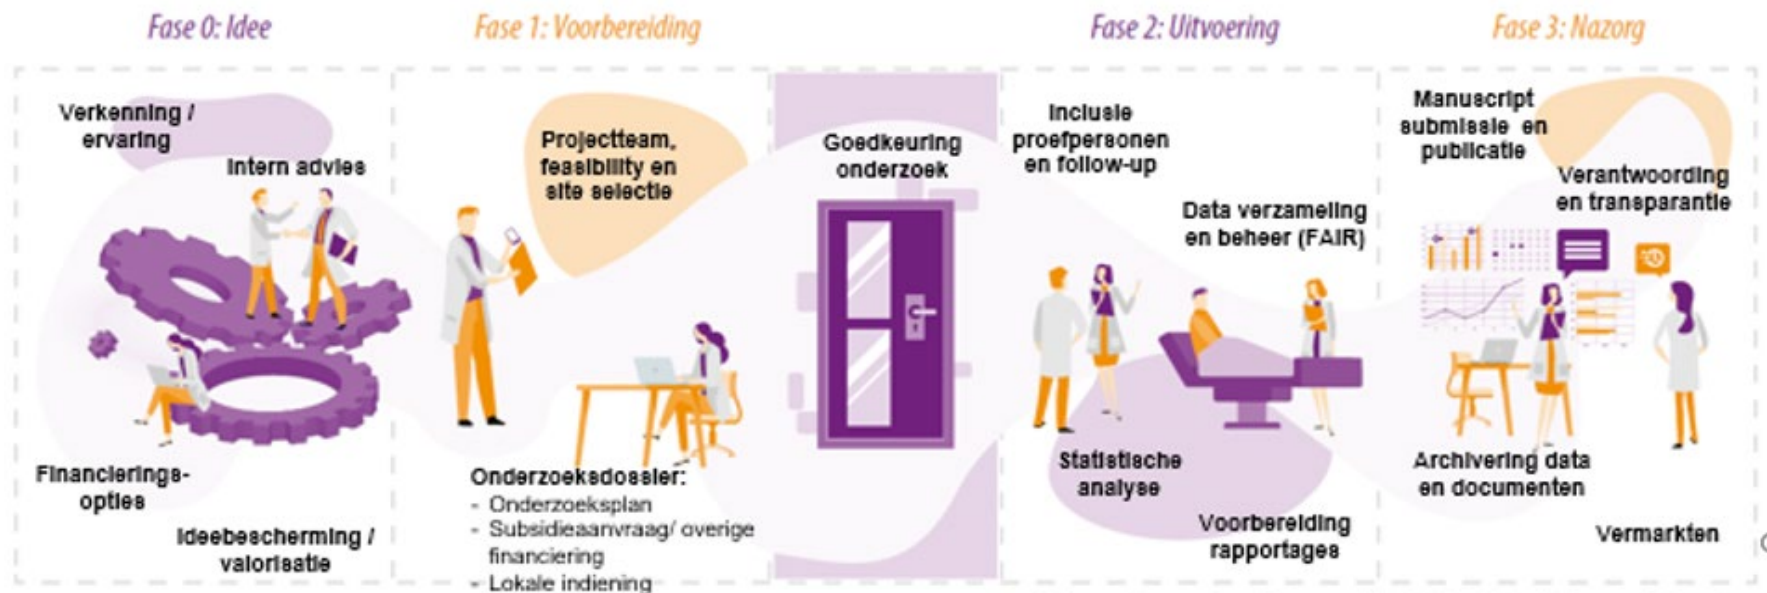 Fase 0: Idee
Fase 1: Voorbereiding
Fase 2: Uitvoering
Fase 3: Nazorg
Verkenning /
ervaring
Intern advies
Financierings-
opties
Ideebescherming /
valorisatie
Projectteam,
feasibility en
site selectie
Onderzoeksdossier:
- Onderzoeksplan
- Subsidieaanvraag/ overige
financiering
- Lokale indiening
Goedkeuring
onderzoek
Inclusie
proefpersonen
en follow-up
Data verzameling
en beheer (FAIR)
Statistische
analyse
Voorbereiding
rapportages
Manuscript
submissie en
publicatie
Verantwoording
en transparantie
Archivering data
en documenten
Vermarkten